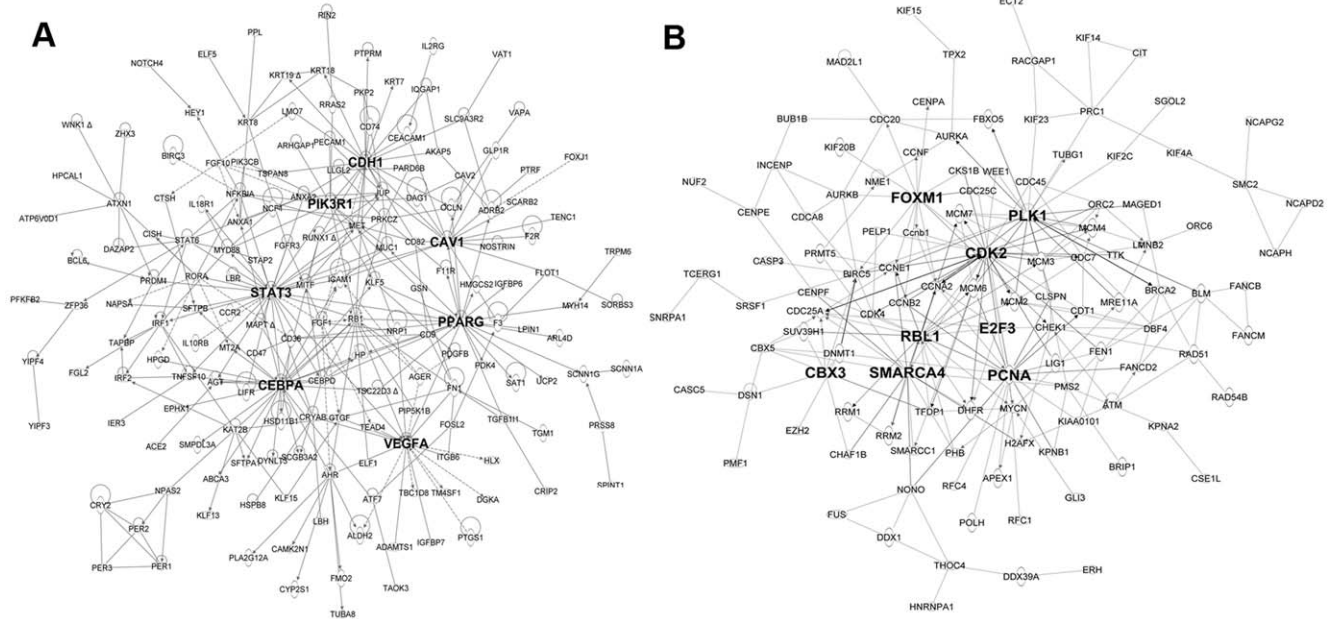 A
RIN2
PPL
ELF5
PTPRM
IL2RG
VAT1
NOTCH4
KRT19 Δ
KRT18
KRT7
IQGAP1
PKP2
HEY1
LMO7
RRAS2
SLC9A3R2
VAPA
WNK1 Δ
ZHX3
KRT8
CD74
CEACAM1
ARHGAP1
PECAM1
AKAP5
GLP1R
FOXJ1
BIRC3
FGF10
PIK3CB
CDH1
HPCAL1
TSPAN8
LLGL2
PARD6B
CAV2
PTRF
CTSH
NFKBIA
ANXA2
JUP
DAG1
SCARB2
ATXN1
IL18R1
NCF4
PIK3R1
OCLN
ADRB2
ATP6V0D1
ANXA1
PRKCZ
TENC1
CISH
MET
F2R
DAZAP2
STAT6
MYD88
FGFR3
RUNX1 Δ
MUC1
CD82
CAV1
NOSTRIN
BCL6
STAP2
TRPM6
PRDM1
RORA
LBR
F11R
FLOT1
STAT3
MITF
IGAM1
KLF5
GSN
HMGCS2
IGFBP6
PFKFB2
ZFP36
NAPSA
SFTPB
MYH14
SORBS3
IRF1
CCR2
MAPT Δ
FGF1
RB1
NRP1
PPARG
F3
LPIN1
TAPBP
IL10RB
MT2A
CD36
CD9
ARL4D
YIPF4
HPGD
CD47
HP
PDGFB
FGL2
IRF2
TNFSF10
AGT
CEBPA
CEBPD
AGER
PDK4
UCP2
SCNN1G
SCNN1A
LIFR
TSC22D3 Δ
FN1
SAT1
EPHX1
PIP5K1B
YIPF3
IER3
HSD11B1
CRYAB
GTGF
TEAD4
FOSL2
TGFB1I1
PRSS8
KAT2B
TGM1
ACE2
SMPDL3A
VEGFA
SFTPA1
DYNLT3
SCGB3A2
ELF1
ITGB6
HLX
ABCA3
AHR
SPINT1
NPAS2
KLF15
ATF7
TBC1D8
TM4SF1
DGKA
CRIP2
CRY2
HSPB8
KLF13
LBH
PER2
ALDH2
ADAMTS1
IGFBP7
PTGS1
PER3
PER1
PLA2G12A
CAMK2N1
CYP2S1
FMO2
TAOK3
TUBA8
B
ECT2
KIF15
KIF14
CIT
TPX2
RACGAP1
MAD2L1
CENPA
SGOL2
BUB1B
CDC20
FBXO5
KIF23
PRC1
NCAPG2
AURKA
KIF20B
CCNF
TUBG1
KIF2C
KIF4A
INCENP
CKS1B
WEE1
NUF2
NME1
CDC45
SMC2
AURKB
FOXM1
CDC25C
NCAPD2
CENPE
CDCA8
MCM7
PLK1
ORC2
MAGED1
PELP1
Ccnb1
MCM4
ORC6
PRMT5
CDK2
LMNB2
NCAPH
CASP3
BIRC5
CCNE1
MCM3
CDC7
TTK
TCERG1
CENPF
CCNA2
MCM6
BRCA2
BLM
FANCB
SRSF1
CCNB2
MCM2
CLSPN
MRE11A
SNRPA1
CDC25A
CDK4
CDT1
SUV39H1
RBL1
E2F3
CHEK1
DBF4
FANCM
CBX5
DNMT1
FEN1
RAD51
CBX3
SMARCA4
PCNA
LIG1
FANCD2
CASC5
DSN1
PMS2
RAD54B
RRM1
TFDP1
DHFR
MYCN
ATM
KIAA0101
KPNA2
EZH2
RRM2
H2AFX
CHAF1B
SMARCC1
PHB
KPNB1
PMF1
BRIP1
CSE1L
NONO
RFC4
APEX1
GLI3
FUS
POLH
RFC1
DDX1
THOC4
DDX39A
ERH
HNRNPA1